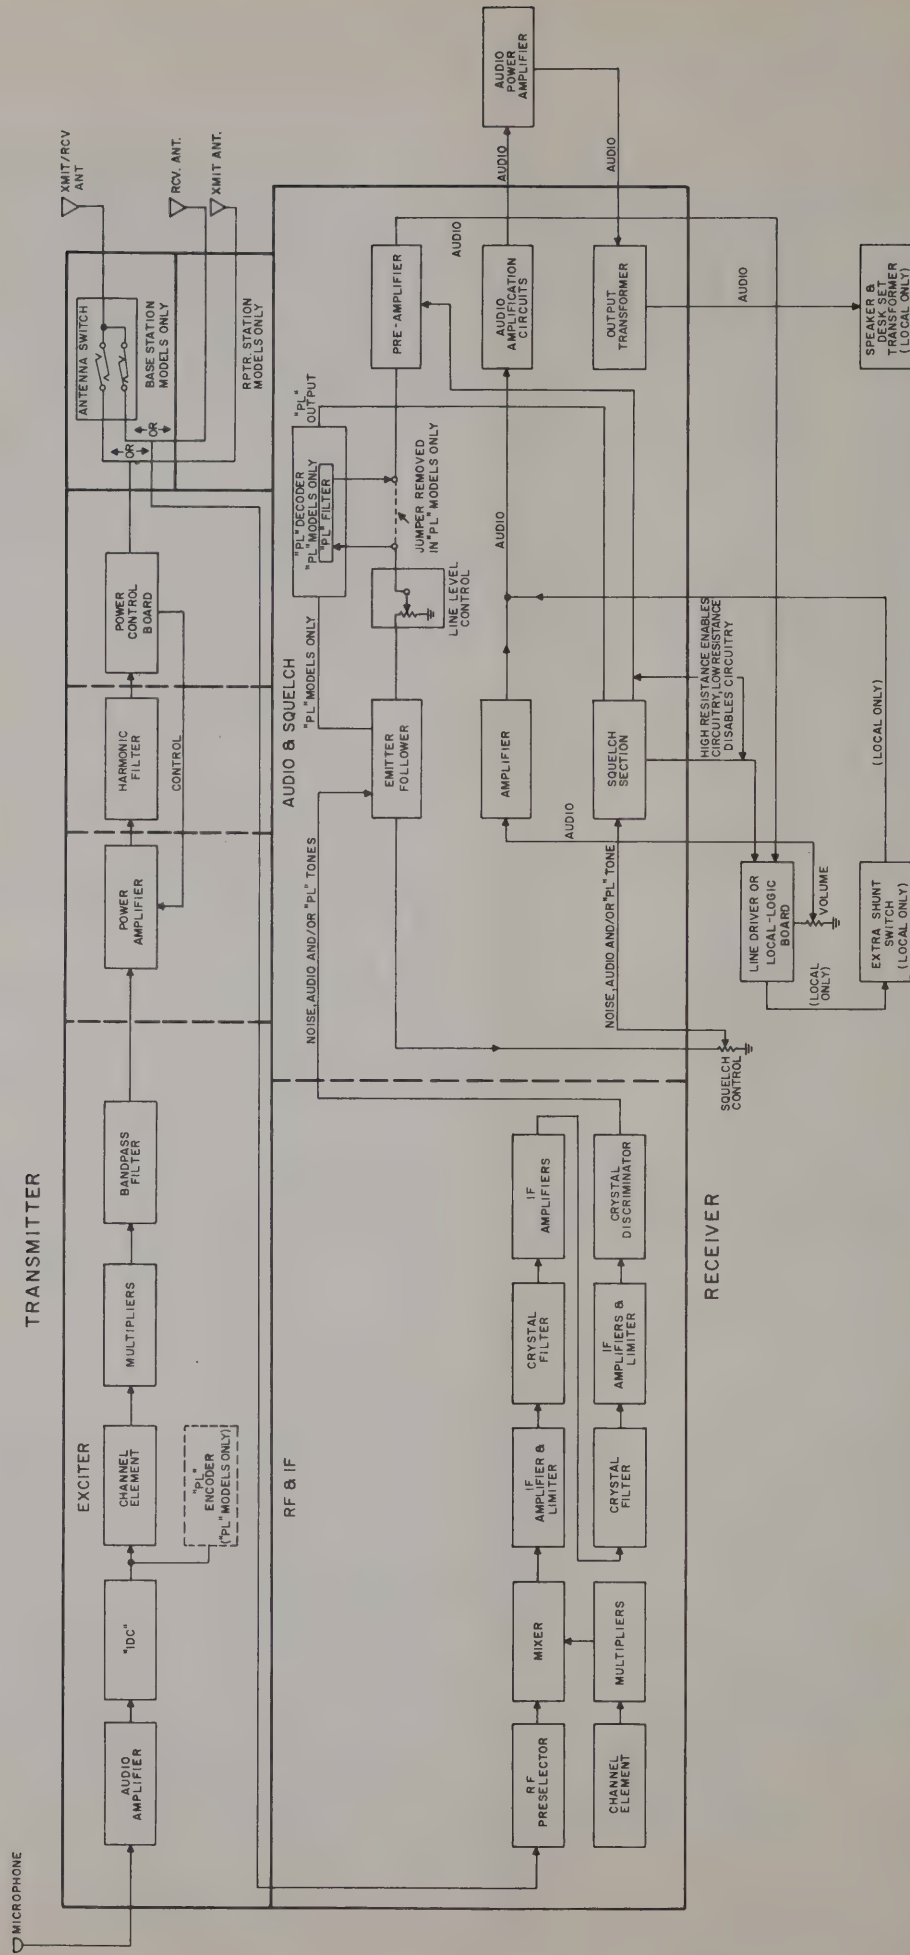 TRANSMITTER
MICROPHONE
EXCITER
AUDIO
AMPLIFIER
"IDC"
CHANNEL
ELEMENT
"PL"
ENCODER
("PL" MODELS ONLY)
MULTIPLIERS
BANDPASS
FILTER
POWER
AMPLIFIER
HARMONIC
FILTER
CONTROL
POWER
CONTROL
BOARD
ANTENNA SWITCH
OR
OR
BASE STATION
MODELS ONLY
RPTR. STATION
MODELS ONLY
XMIT/RCV
ANT
RCV. ANT.
XMIT ANT.
RF & IF
RF
PRESELECTOR
MIXER
IF
AMPLIFIER &
LIMITER
CRYSTAL
FILTER
IF
AMPLIFIERS
CHANNEL
ELEMENT
MULTIPLIERS
CRYSTAL
FILTER
IF
AMPLIFIERS &
LIMITER
CRYSTAL
DISCRIMINATOR
RECEIVER
AUDIO & SQUELCH
NOISE, AUDIO AND/OR "PL" TONES
EMITTER
FOLLOWER
"PL" MODELS ONLY
"PL" DECODER
"PL" MODELS ONLY
"PL" FILTER
"PL"
OUTPUT
LINE LEVEL
CONTROL
JUMPER REMOVED
IN "PL" MODELS ONLY
PRE-AMPLIFIER
AUDIO
AMPLIFIER
AUDIO
AUDIO
AMPLIFICATION
CIRCUITS
AUDIO
AUDIO
POWER
AMPLIFIER
AUDIO
NOISE, AUDIO AND/OR "PL" TONE
AUDIO
SQUELCH
SECTION
OUTPUT
TRANSFORMER
AUDIO
HIGH RESISTANCE ENABLES
CIRCUITRY, LOW RESISTANCE
DISABLES CIRCUITRY
SQUELCH
CONTROL
LINE DRIVER OR
LOCAL-LOGIC
BOARD
VOLUME
(LOCAL
ONLY)
EXTRA SHUNT
SWITCH
(LOCAL ONLY)
(LOCAL ONLY)
SPEAKER &
DESK SET
TRANSFORMER
(LOCAL ONLY)